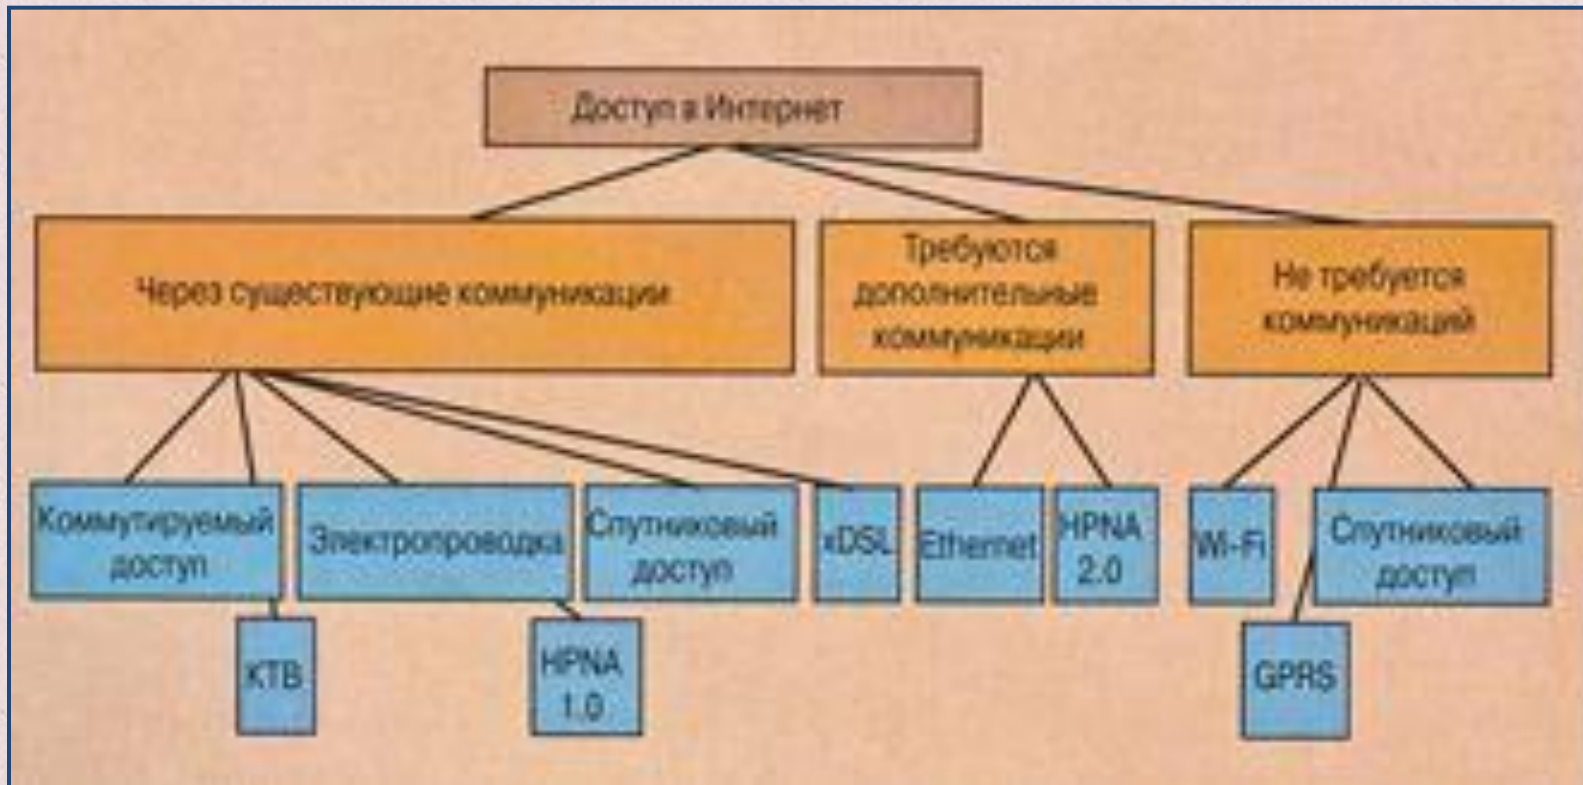 Доступ в Интернет
Через существующие коммуникации
Требуются
дополнительные
коммуникации
Не требуется
коммуникаций
Коммутируемый
доступ
Электропроводка
Спутниковый
доступ
xDSL
Ethernet
HPNA
2.0
Wi-Fi
Спутниковый
доступ
КТВ
HPNA
1.0
GPRS